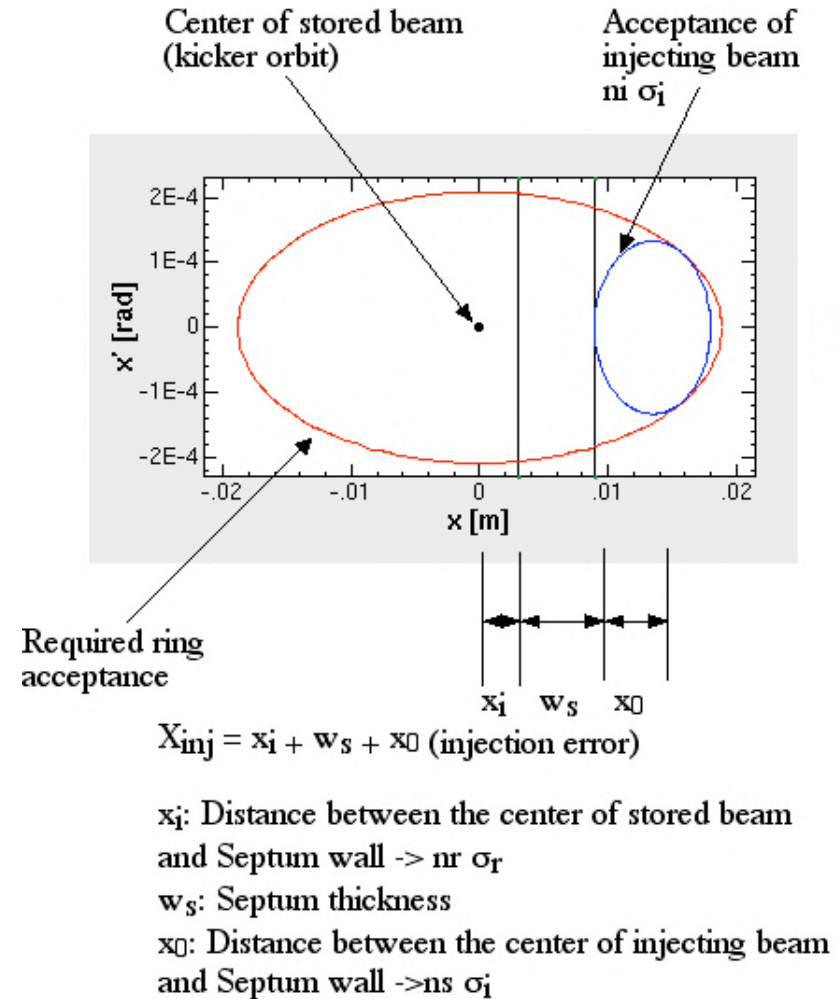 Center of stored beam
(kicker orbit)
Acceptance of
injecting beam
ni σi
2E-4
1E-4
0
-1E-4
-2E-4
x' [rad]
-.02
-.01
0
.01
.02
x [m]
Required ring
acceptance
xi ws x▯
Xinj = xi + ws + x▯ (injection error)
xi: Distance between the center of stored beam
and Septum wall -> nr σr
ws: Septum thickness
x▯: Distance between the center of injecting beam
and Septum wall ->ns σi